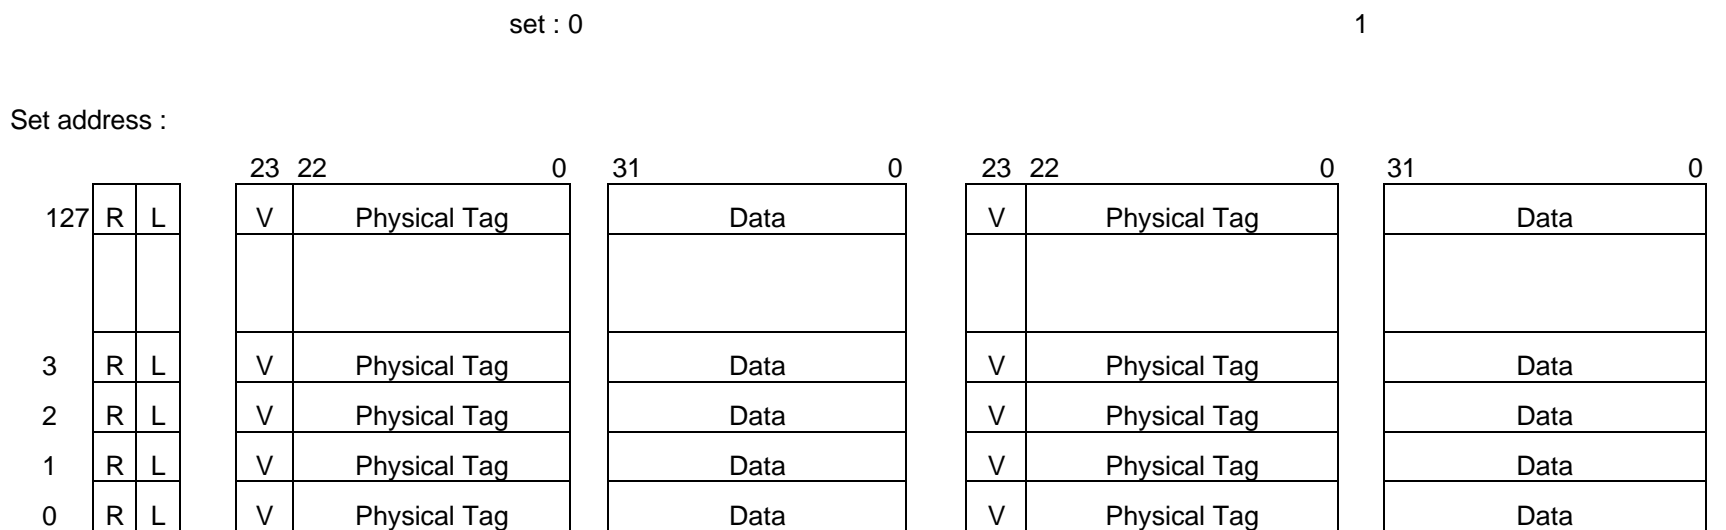 set : 0 1
Set address :
23 22 0 31 0 23 22 0 31 0
127 R L V Physical Tag Data V Physical Tag Data
3 R L V Physical Tag Data V Physical Tag Data
2 R L V Physical Tag Data V Physical Tag Data
1 R L V Physical Tag Data V Physical Tag Data
0 R L V Physical Tag Data V Physical Tag Data